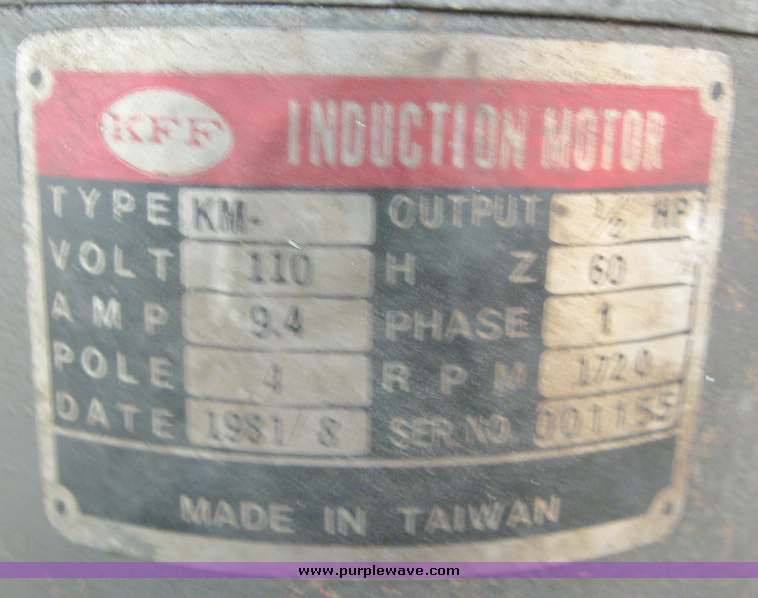 KFF INDUCTION MOTOR
TYPE KM- OUTPUT 1/2 HP
VOLT 110 HZ 60
AMP 9.4 PHASE 1
POLE 4 RPM 1720
DATE 1981/8 SER.NO. 001155
MADE IN TAIWAN
www.purplewave.com